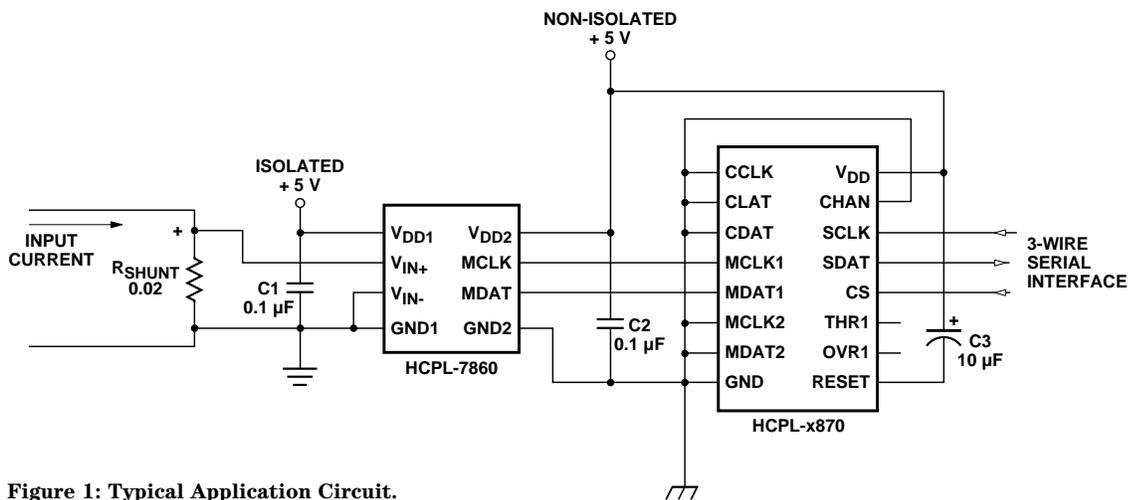 NON-ISOLATED
+ 5 V
ISOLATED
+ 5 V
INPUT
CURRENT
+
RSHUNT
0.02
C1
0.1 µF
VDD1
VIN+
VIN-
GND1
VDD2
MCLK
MDAT
GND2
HCPL-7860
C2
0.1 µF
CCLK
CLAT
CDAT
MCLK1
MDAT1
MCLK2
MDAT2
GND
VDD
CHAN
SCLK
SDAT
CS
THR1
OVR1
RESET
HCPL-x870
3-WIRE
SERIAL
INTERFACE
+
C3
10 µF
Figure 1: Typical Application Circuit.